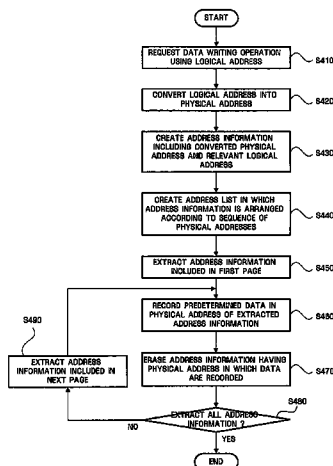 START
REQUEST DATA WRITING OPERATION
USING LOGICAL ADDRESS
S410
CONVERT LOGICAL ADDRESS INTO
PHYSICAL ADDRESS
S420
CREATE ADDRESS INFORMATION
INCLUDING CONVERTED PHYSICAL
ADDRESS AND RELEVANT LOGICAL
ADDRESS
S430
CREATE ADDRESS LIST IN WHICH
ADDRESS INFORMATION IS ARRANGED
ACCORDING TO SEQUENCE OF
PHYSICAL ADDRESSES
S440
EXTRACT ADDRESS INFORMATION
INCLUDED IN FIRST PAGE
S450
RECORD PREDETERMINED DATA IN
PHYSICAL ADDRESS OF EXTRACTED
ADDRESS INFORMATION
S460
S490
EXTRACT ADDRESS
INFORMATION INCLUDED IN
NEXT PAGE
ERASE ADDRESS INFORMATION HAVING
PHYSICAL ADDRESS IN WHICH DATA
ARE RECORDED
S470
EXTRACT ALL ADDRESS
INFORMATION ?
S480
NO
YES
END